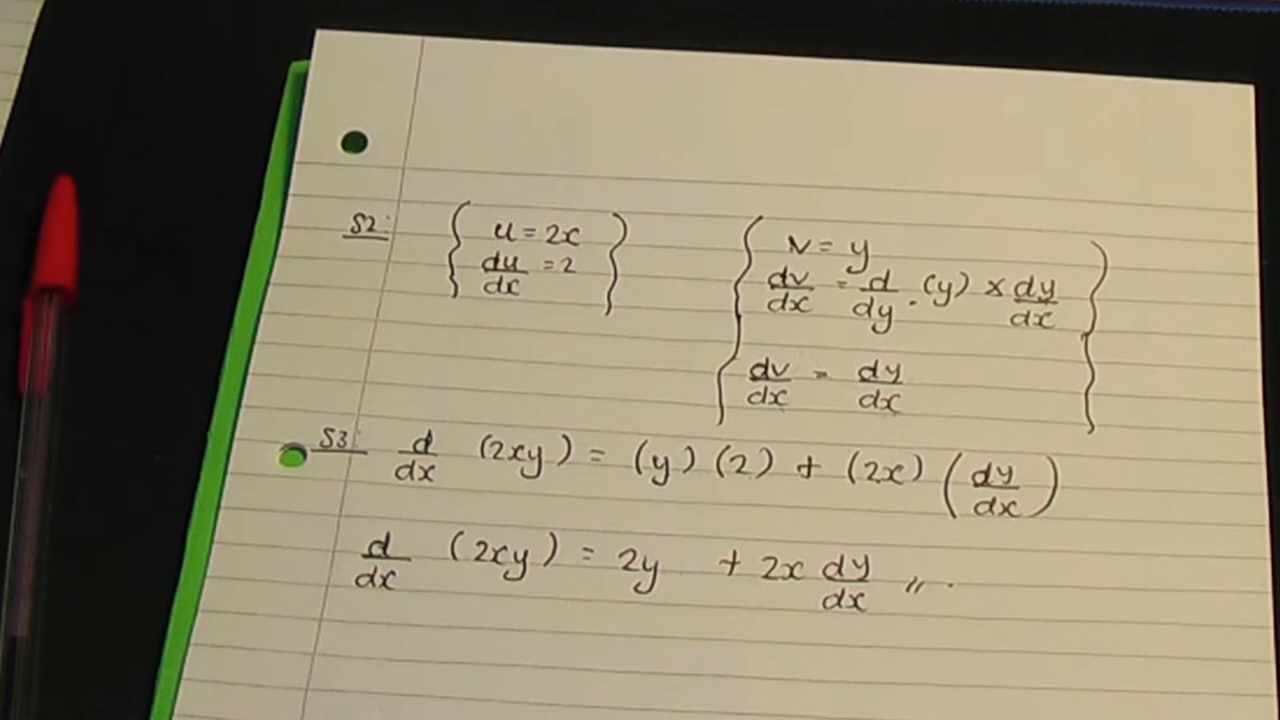 S2: { u = 2x } { v = y
{ du/dx = 2 } { dv/dx = d/dy . (y) × dy/dx }
{ dv/dx = dy/dx }
S3: d/dx (2xy) = (y) (2) + (2x) (dy/dx)
d/dx (2xy) = 2y + 2x dy/dx ,, .